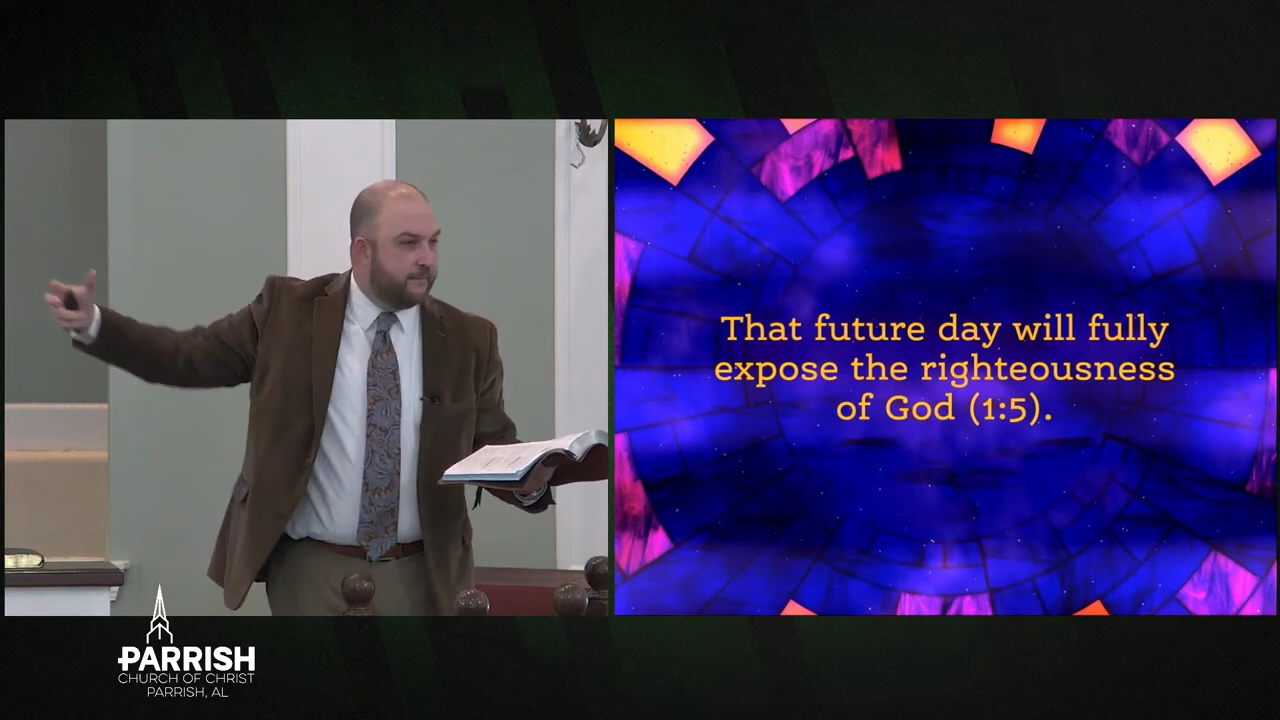 That future day will fully
expose the righteousness
of God (1:5).
PARRISH
CHURCH OF CHRIST
PARRISH, AL